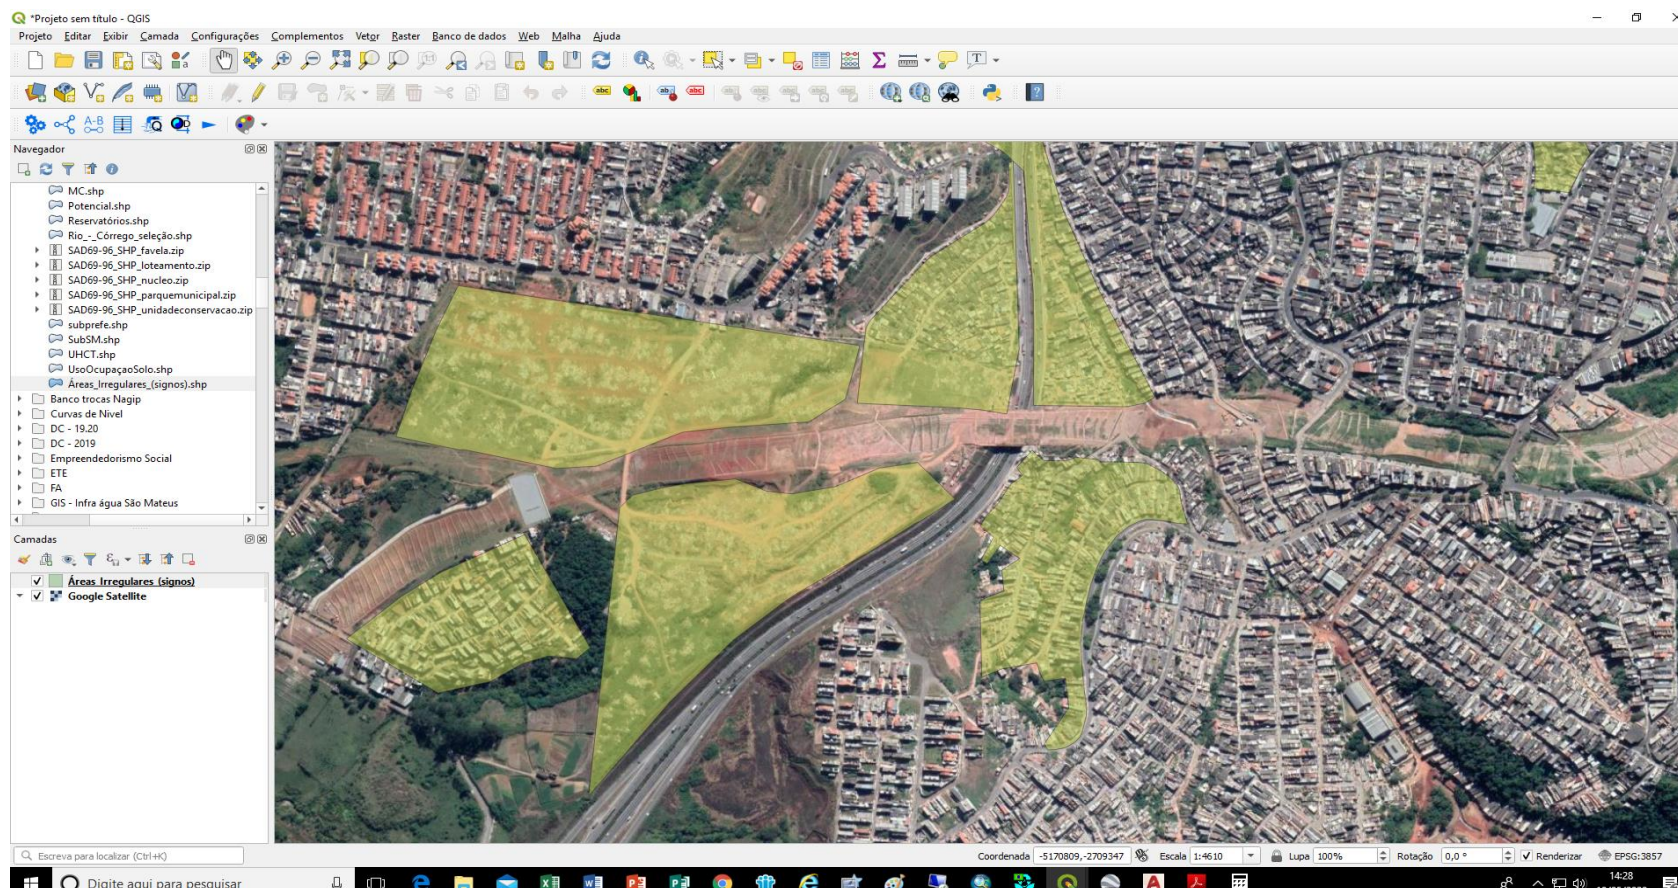 *Projeto sem título - QGIS
Projeto Editar Exibir Camada Configurações Complementos Vetor Raster Banco de dados Web Malha Ajuda
Navegador
MC.shp
Potencial.shp
Reservatórios.shp
Rio_-_Córrego_seleção.shp
SAD69-96_SHP_favela.zip
SAD69-96_SHP_loteamento.zip
SAD69-96_SHP_nucleo.zip
SAD69-96_SHP_parquemunicipal.zip
SAD69-96_SHP_unidadeconservacao.zip
subprefe.shp
SubSM.shp
UHCT.shp
UsoOcupaçaoSolo.shp
Áreas_Irregulares_(signos).shp
Banco trocas Nagip
Curvas de Nivel
DC - 19.20
DC - 2019
Empreendedorismo Social
ETE
FA
GIS - Infra água São Mateus
Camadas
Áreas Irregulares (signos)
Google Satellite
Escreva para localizar (Ctrl+K)
Coordenada -5170809,-2709347 Escala 1:4610 Lupa 100% Rotação 0,0 ° Renderizar EPSG:3857
Digite aqui para pesquisar
14:28